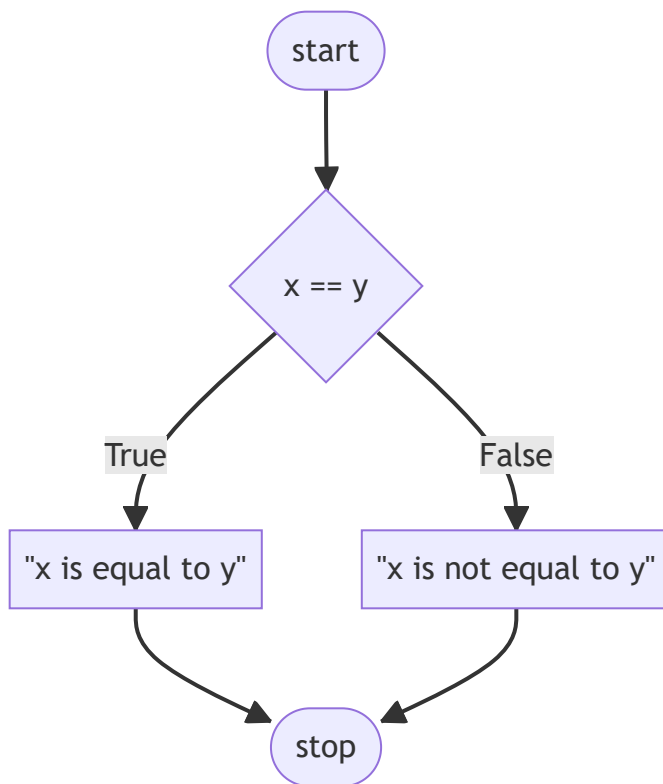 start
x == y
True
False
"x is equal to y"
"x is not equal to y"
stop